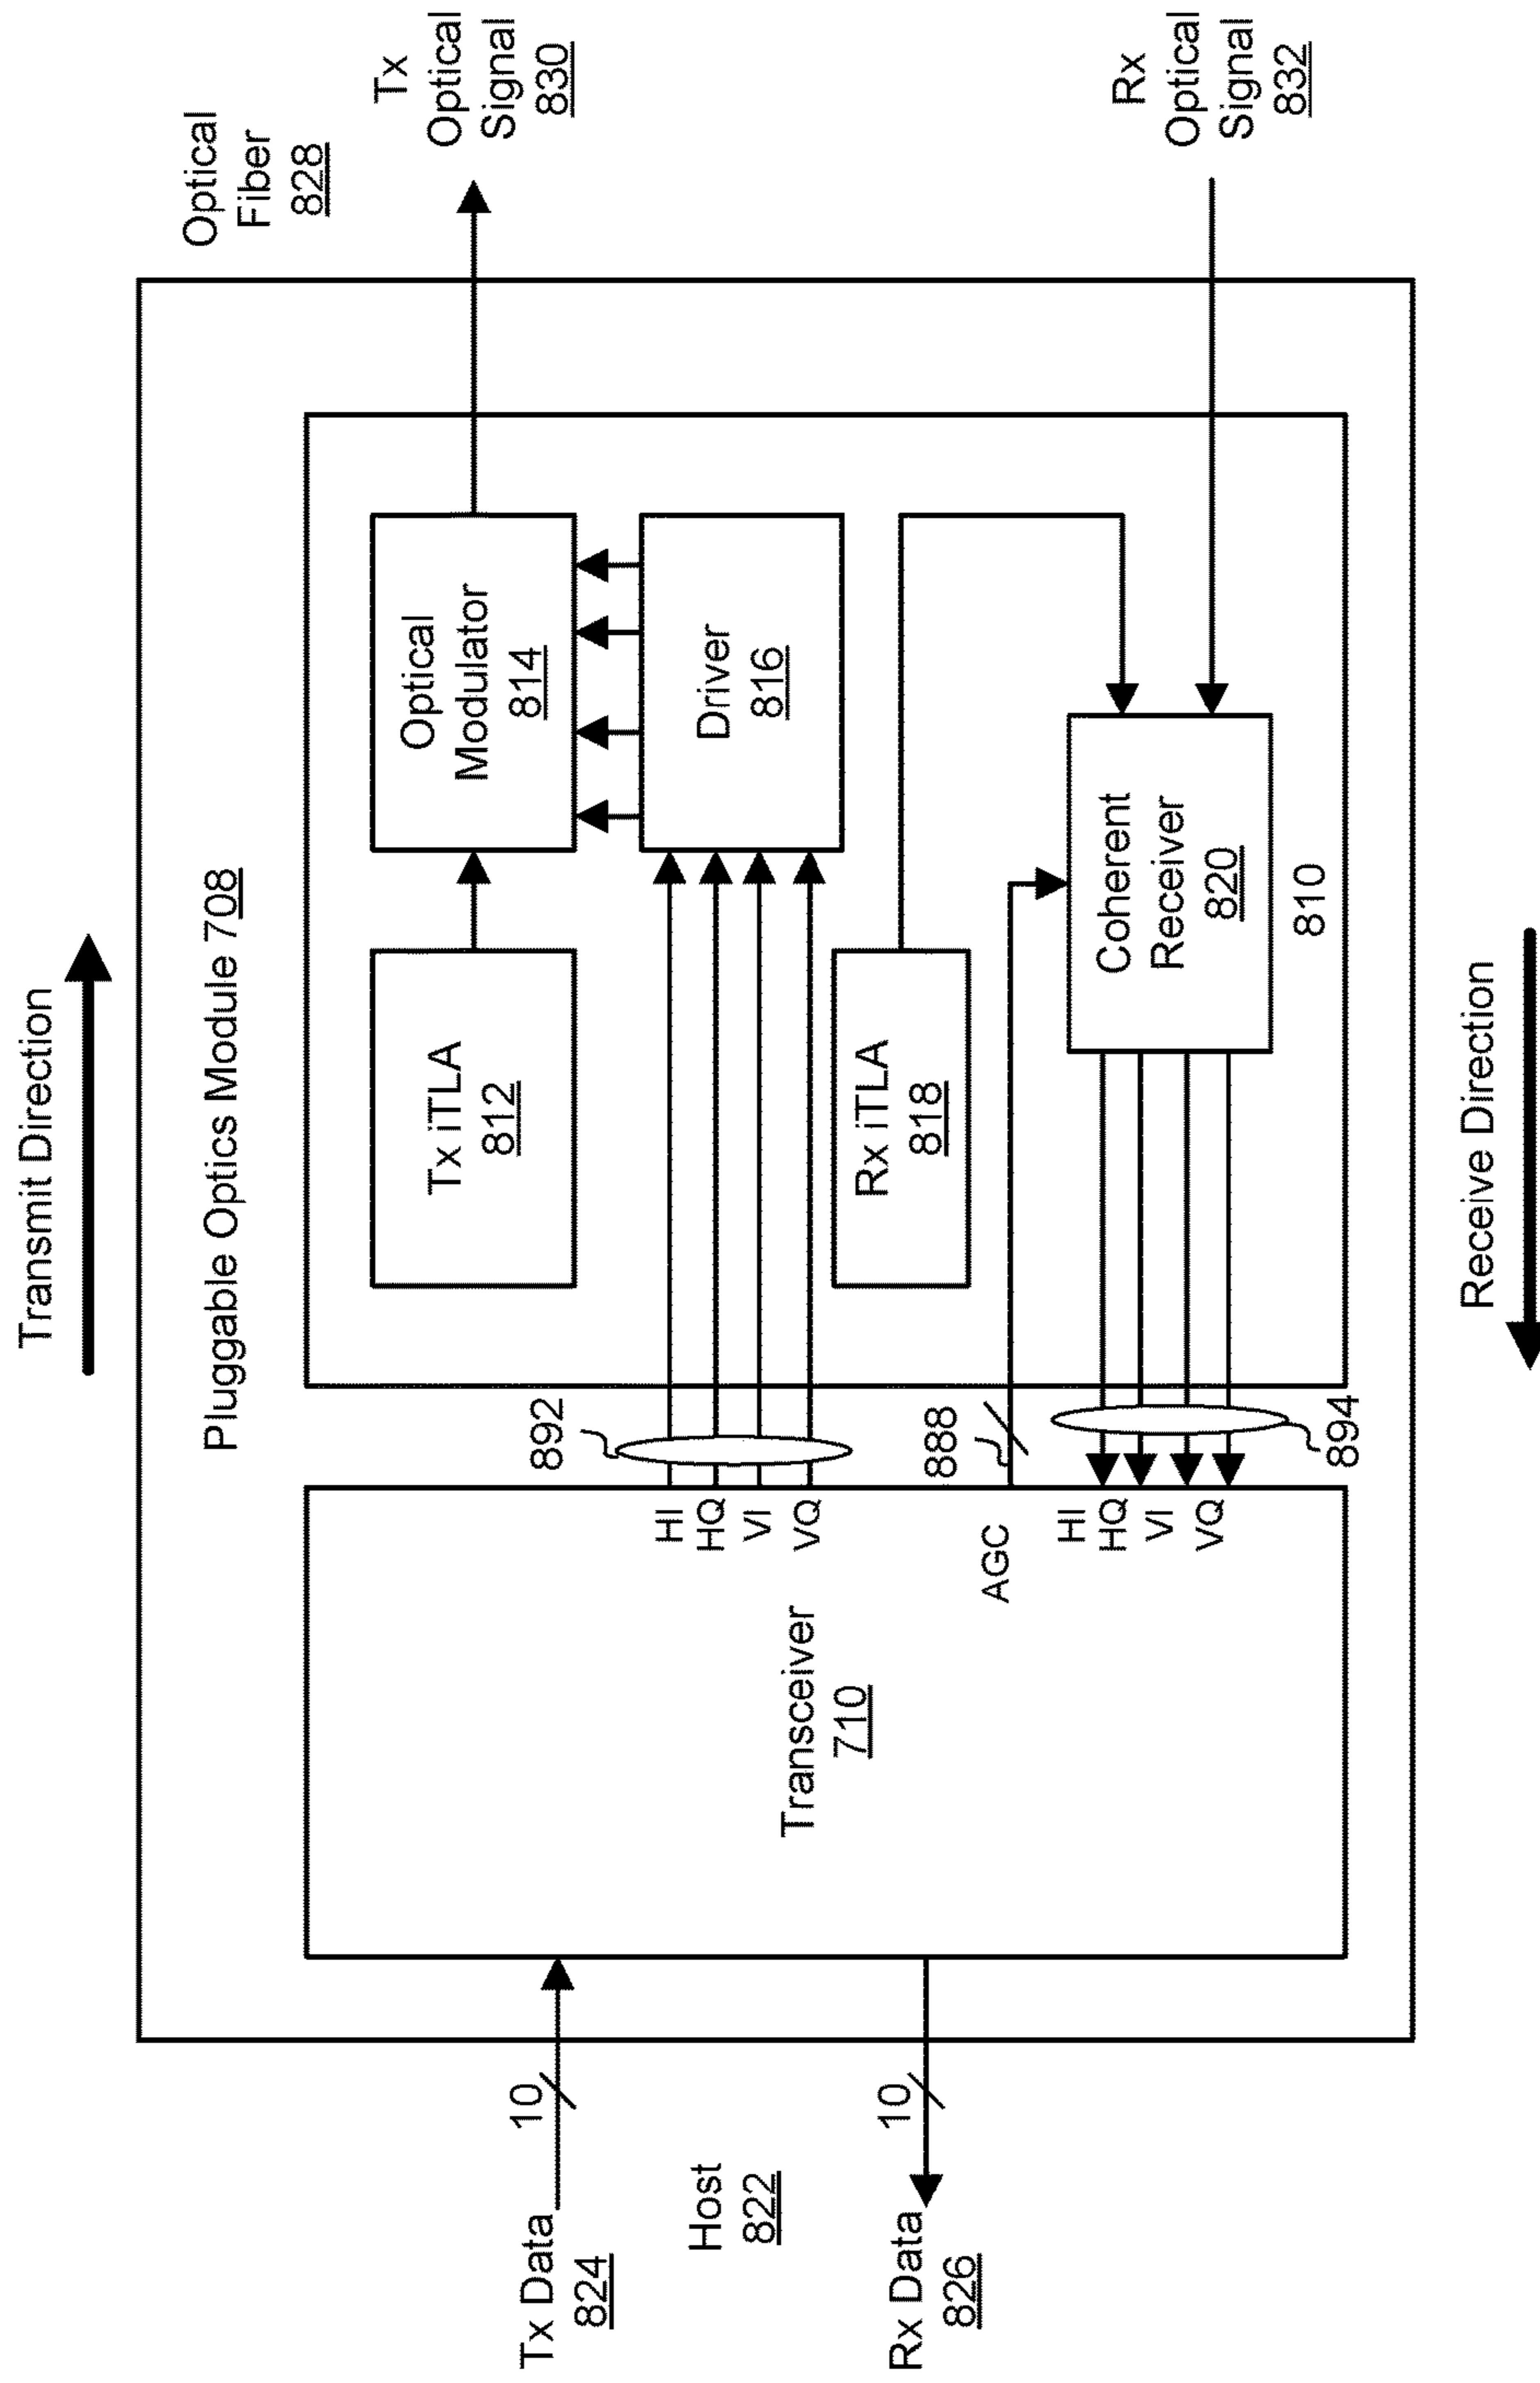 Transmit Direction
Pluggable Optics Module 708
Optical
Fiber
828
Tx
Optical
Signal
830
Tx iTLA
812
Optical
Modulator
814
Driver
816
892
HI
HQ
VI
VQ
Tx Data
824
10
Host
822
Transceiver
710
Rx iTLA
818
888
AGC
HI
HQ
VI
VQ
894
Coherent
Receiver
820
810
Rx Data
826
10
Rx
Optical
Signal
832
Receive Direction